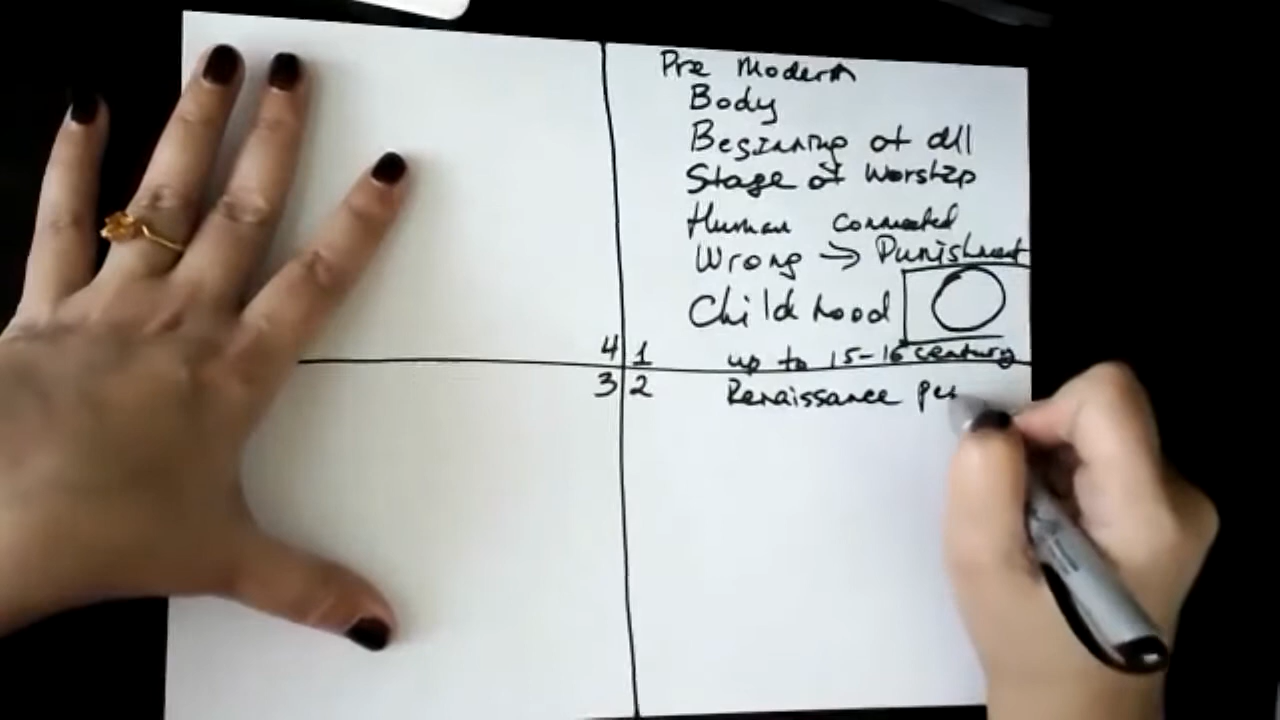 Pre Modern
Body
Beginning of all
Stage of worship
Human connected
Wrong → Punishment
Childhood
up to 15-16 century
4 1
3 2
Renaissance pe